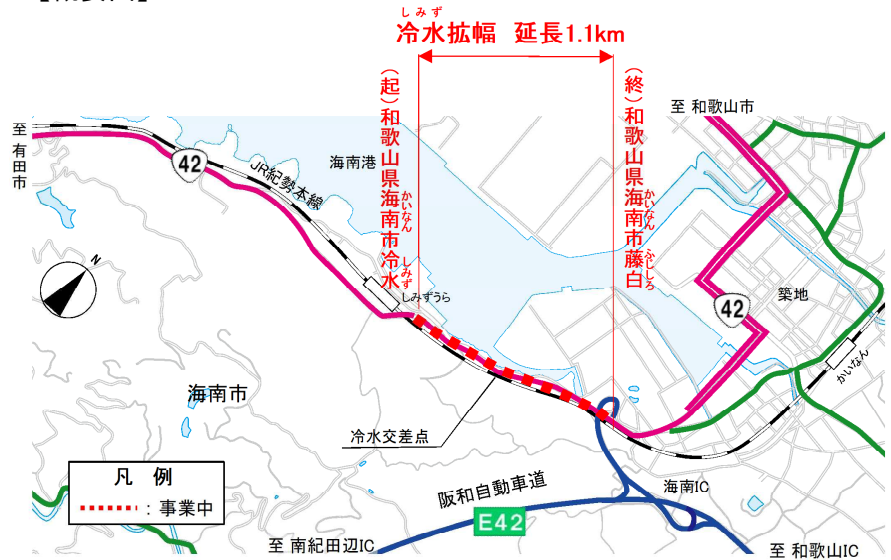 しみず
冷水拡幅 延長1.1km
(起)和歌山県海南市冷水
かいなん
しみず
(終)和歌山県海南市藤白
かいなん
ふじしろ
至 和歌山市
至
有田市
42
JR紀勢本線
海南港
N
しみずうら
築地
42
かいなん
海南市
冷水交差点
凡 例
:事業中
阪和自動車道
E42
海南IC
至 南紀田辺IC
至 和歌山IC